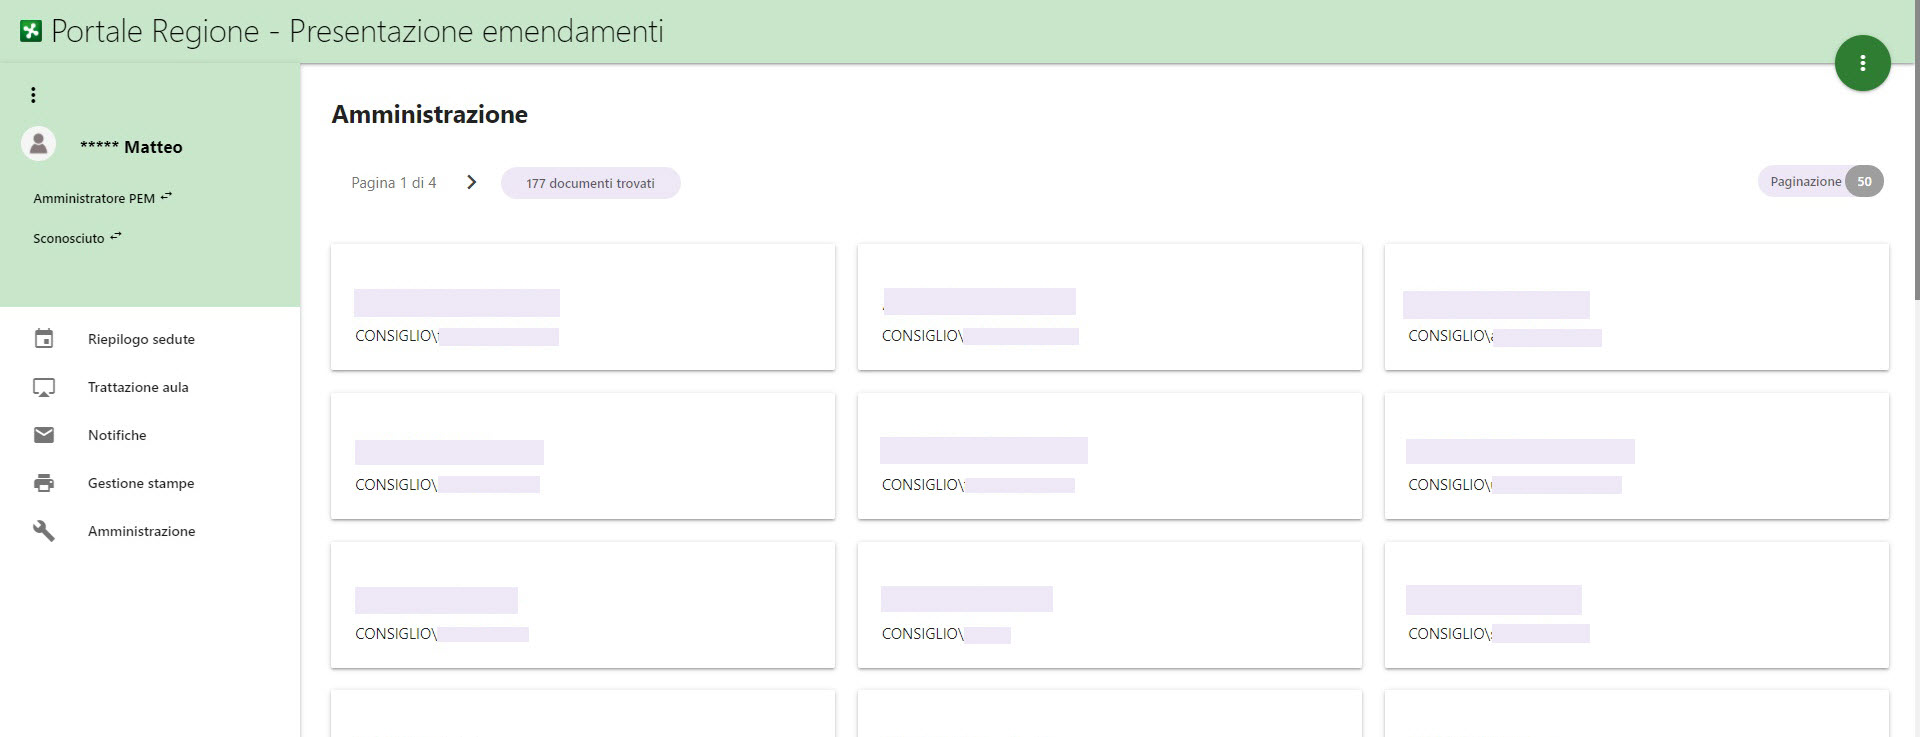 Portale Regione - Presentazione emendamenti
***** Matteo
Amministratore PEM
Sconosciuto
Riepilogo sedute
Trattazione aula
Notifiche
Gestione stampe
Amministrazione
Amministrazione
Pagina 1 di 4
177 documenti trovati
Paginazione 50
CONSIGLIO\
CONSIGLIO\
CONSIGLIO\
CONSIGLIO\
CONSIGLIO\
CONSIGLIO\
CONSIGLIO\
CONSIGLIO\
CONSIGLIO\